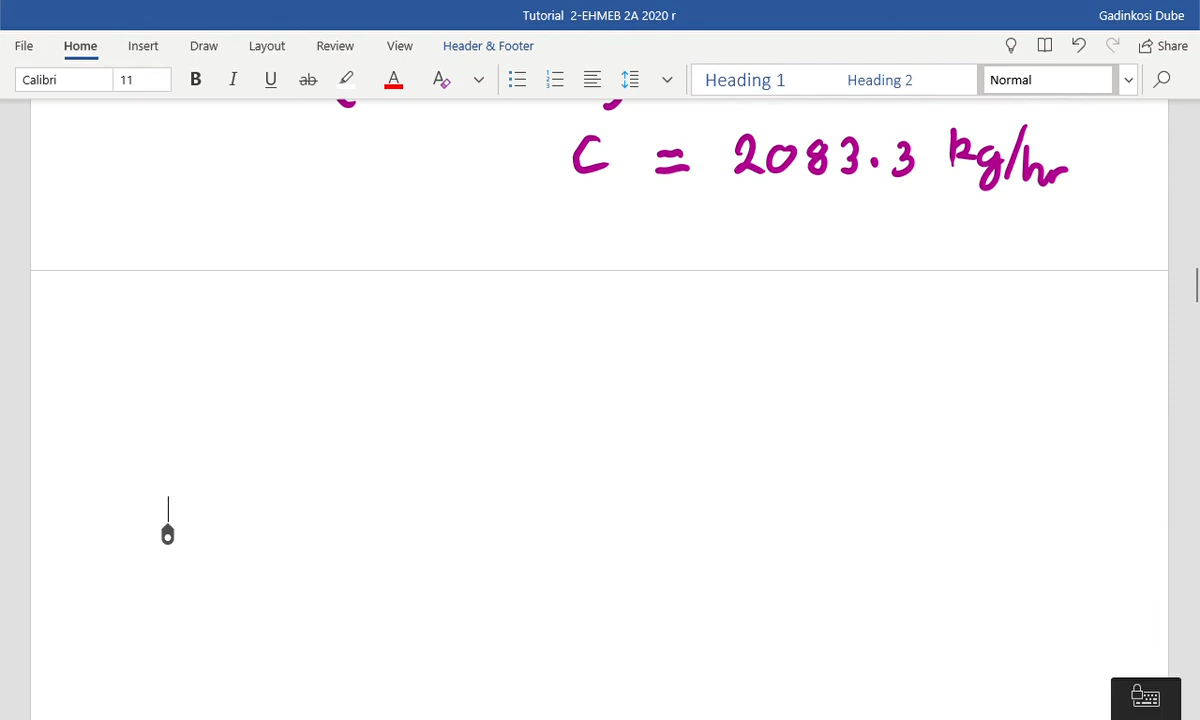 Tutorial 2-EHMEB 2A 2020 r
Gadinkosi Dube
File Home Insert Draw Layout Review View Header & Footer
Share
Calibri 11 B I U ab A A Heading 1 Heading 2 Normal
C = 2083.3 kg/hr